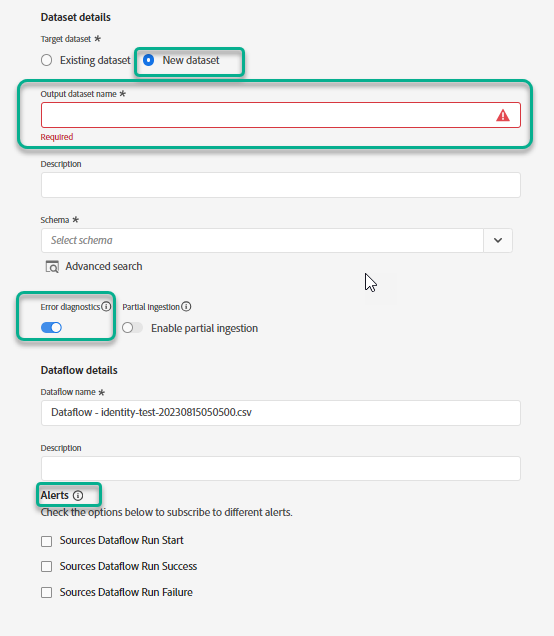 Dataset details
Target dataset *
Existing dataset New dataset
Output dataset name *
Required
Description
Schema *
Select schema
Advanced search
Error diagnostics Partial Ingestion
Enable partial ingestion
Dataflow details
Dataflow name *
Dataflow - identity-test-20230815050500.csv
Description
Alerts
Check the options below to subscribe to different alerts.
Sources Dataflow Run Start
Sources Dataflow Run Success
Sources Dataflow Run Failure